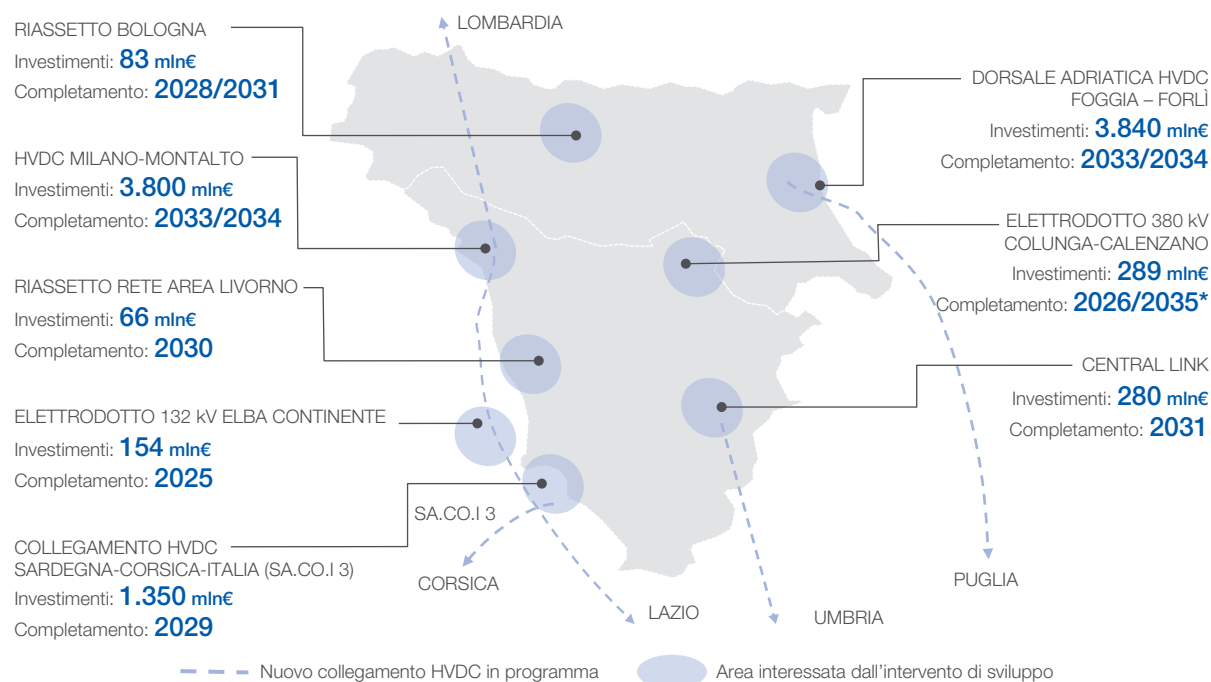 LOMBARDIA
RIASSETTO BOLOGNA
Investimenti: 83 mln€
Completamento: 2028/2031
HVDC MILANO-MONTALTO
Investimenti: 3.800 mln€
Completamento: 2033/2034
RIASSETTO RETE AREA LIVORNO
Investimenti: 66 mln€
Completamento: 2030
ELETTRODOTTO 132 kV ELBA CONTINENTE
Investimenti: 154 mln€
Completamento: 2025
COLLEGAMENTO HVDC
SARDEGNA-CORSICA-ITALIA (SA.CO.I 3)
Investimenti: 1.350 mln€
Completamento: 2029
DORSALE ADRIATICA HVDC
FOGGIA – FORLÌ
Investimenti: 3.840 mln€
Completamento: 2033/2034
ELETTRODOTTO 380 kV
COLUNGA-CALENZANO
Investimenti: 289 mln€
Completamento: 2026/2035*
CENTRAL LINK
Investimenti: 280 mln€
Completamento: 2031
SA.CO.I 3
CORSICA
LAZIO
UMBRIA
PUGLIA
Nuovo collegamento HVDC in programma
Area interessata dall'intervento di sviluppo